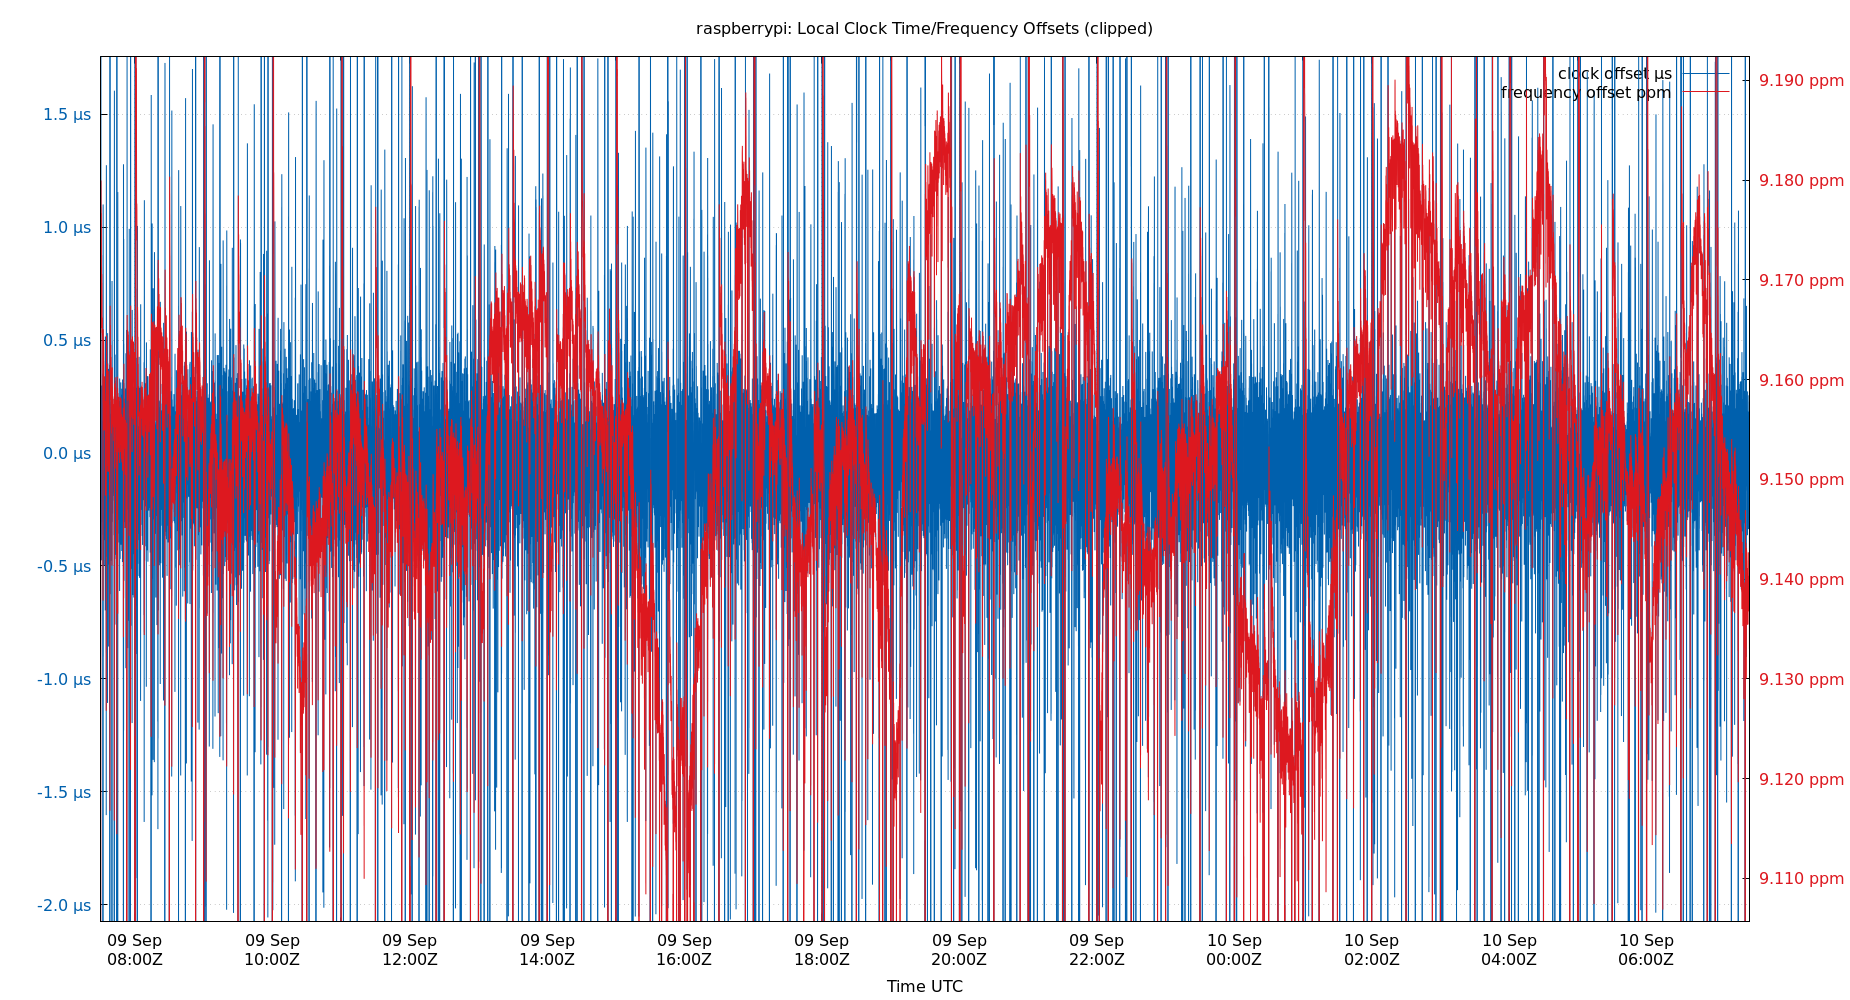 raspberrypi: Local Clock Time/Frequency Offsets (clipped)
clock offset µs
frequency offset ppm
1.5 µs
1.0 µs
0.5 µs
0.0 µs
-0.5 µs
-1.0 µs
-1.5 µs
-2.0 µs
9.190 ppm
9.180 ppm
9.170 ppm
9.160 ppm
9.150 ppm
9.140 ppm
9.130 ppm
9.120 ppm
9.110 ppm
09 Sep 09 Sep 09 Sep 09 Sep 09 Sep 09 Sep 09 Sep 09 Sep 10 Sep 10 Sep 10 Sep 10 Sep
08:00Z 10:00Z 12:00Z 14:00Z 16:00Z 18:00Z 20:00Z 22:00Z 00:00Z 02:00Z 04:00Z 06:00Z
Time UTC